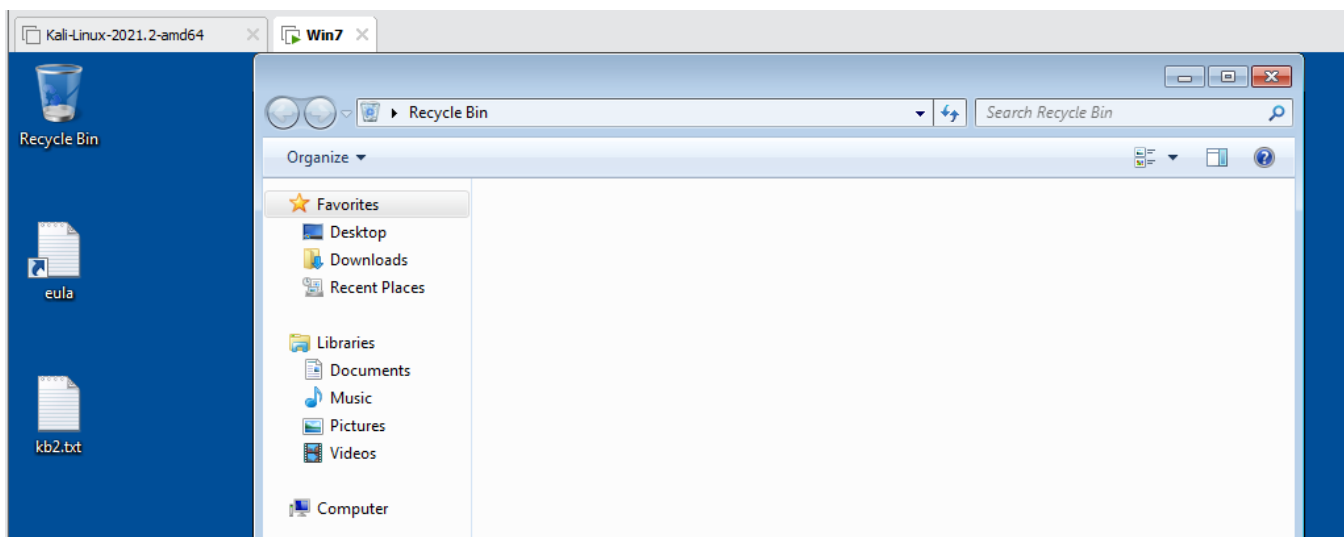 Kali-Linux-2021.2-amd64
Win7
Recycle Bin
eula
kb2.txt
Recycle Bin
Search Recycle Bin
Organize
Favorites
Desktop
Downloads
Recent Places
Libraries
Documents
Music
Pictures
Videos
Computer